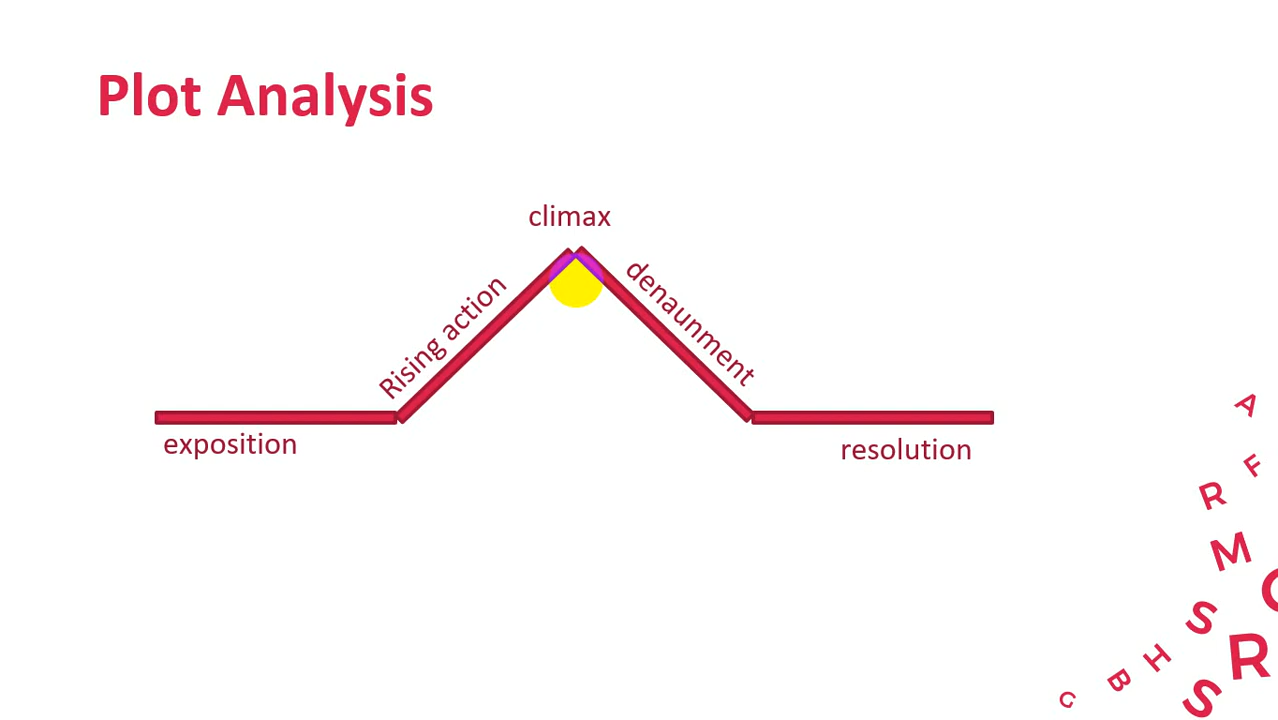 Plot Analysis
climax
Rising action
denaunment
exposition
resolution
A
F
R
M
S
R
H
B
S
G